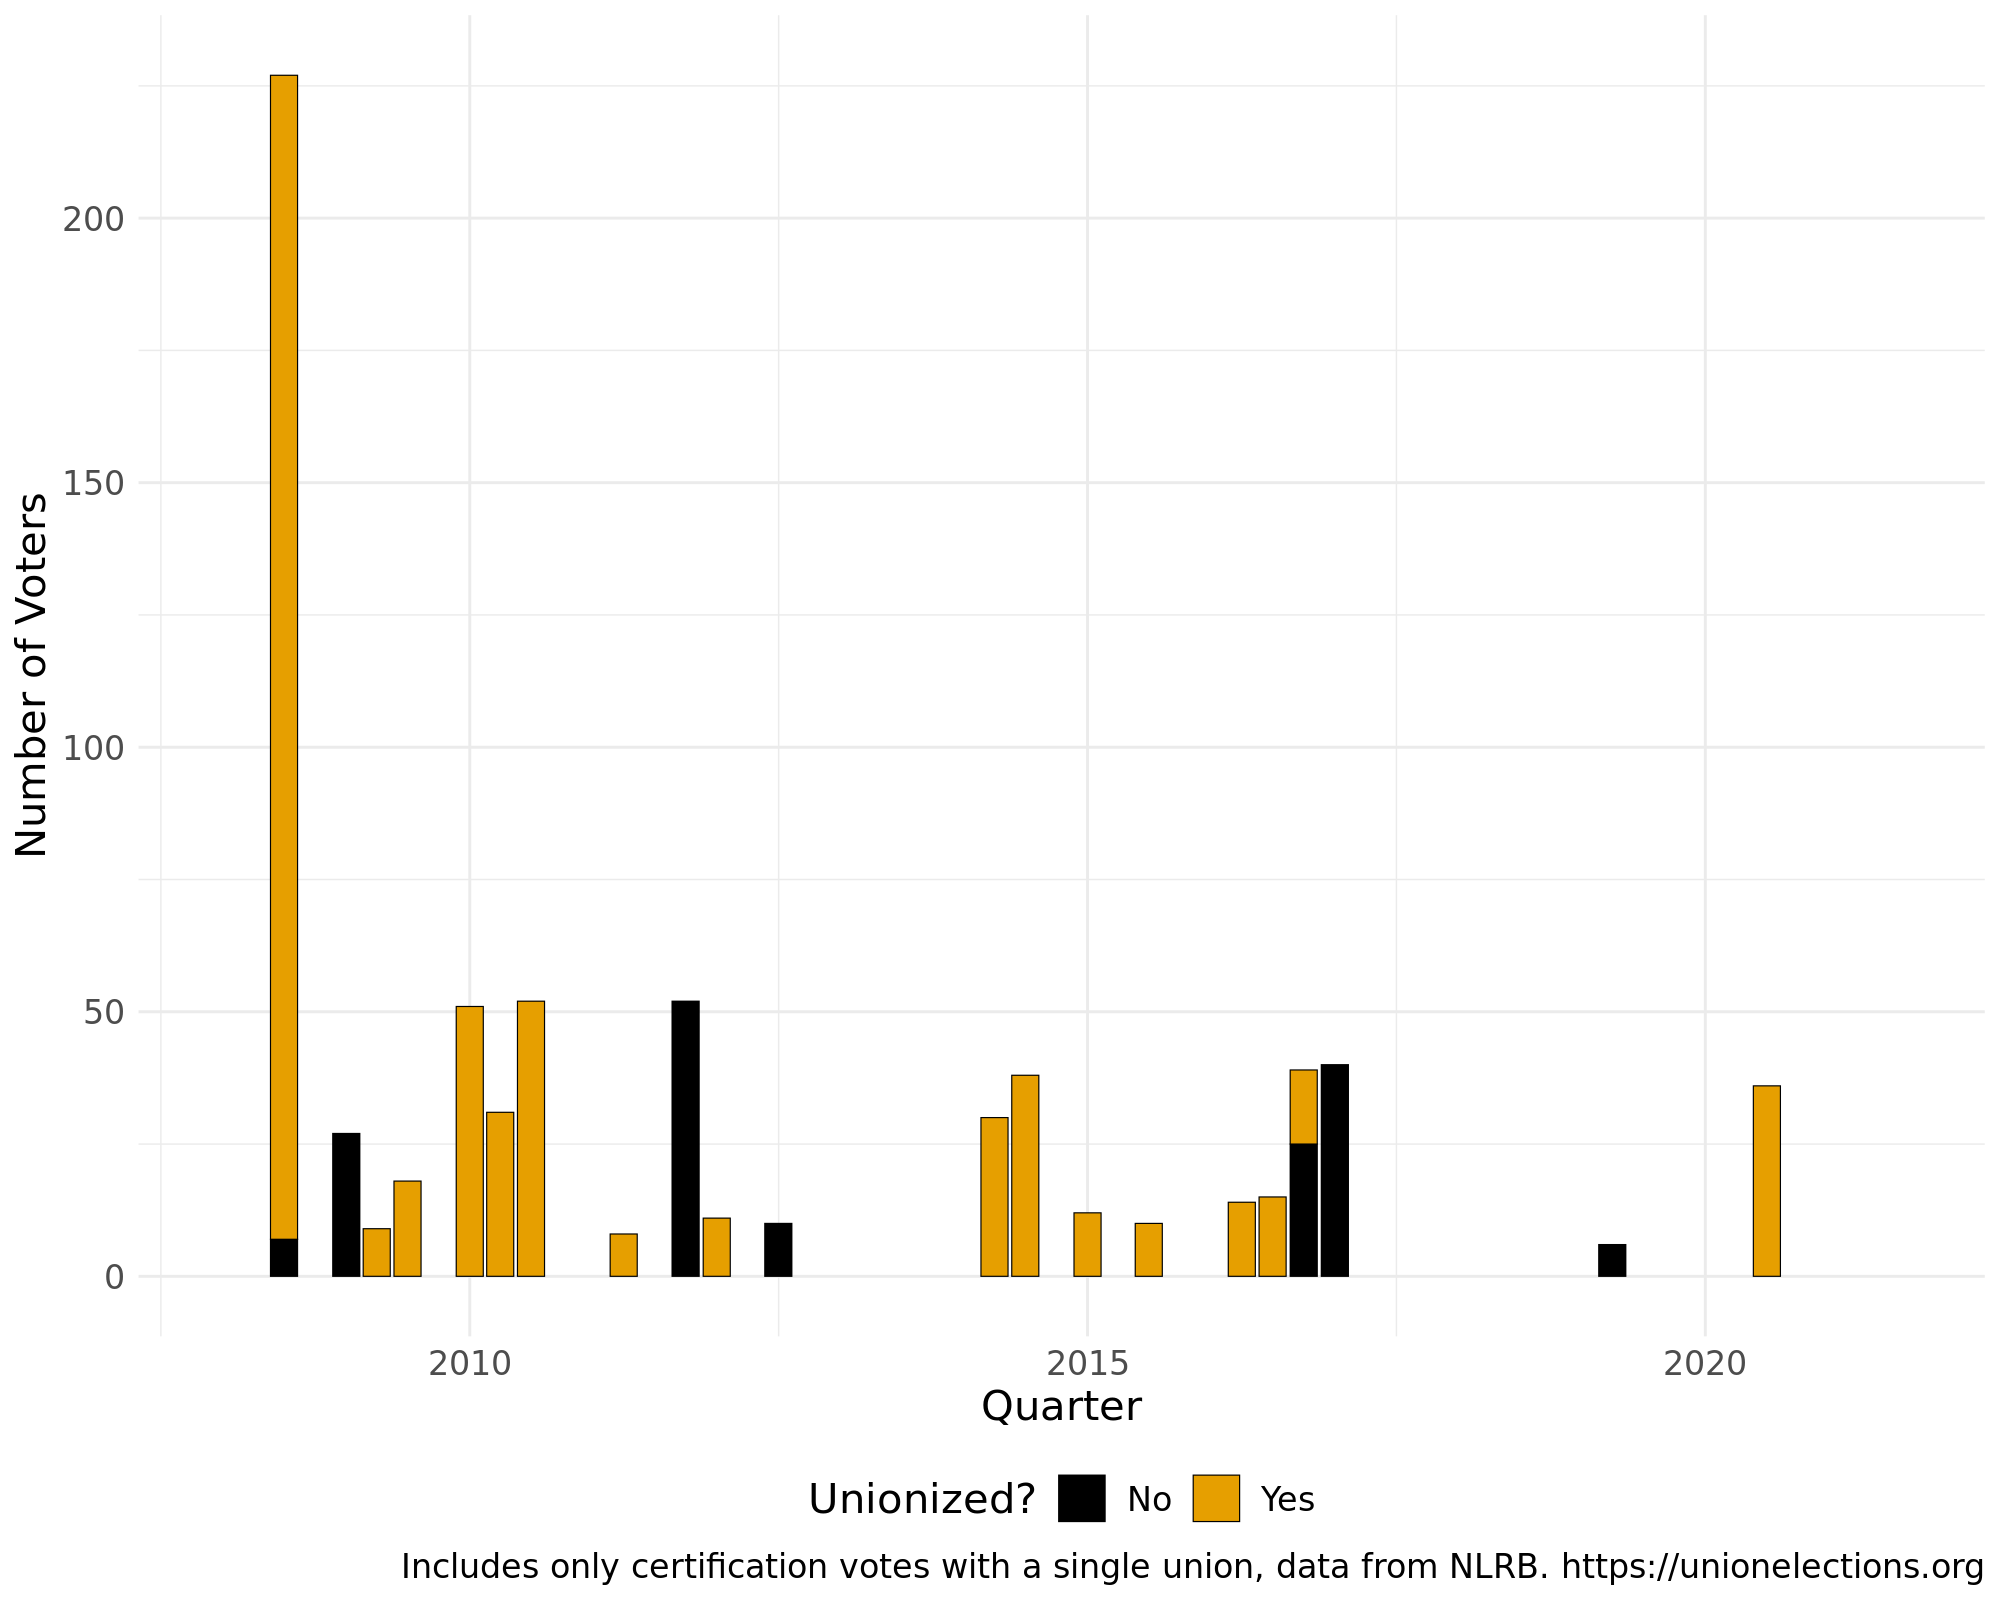 Number of Voters
200
150
100
50
0
2010 2015 2020
Quarter
Unionized? No Yes
Includes only certification votes with a single union, data from NLRB. https://unionelections.org